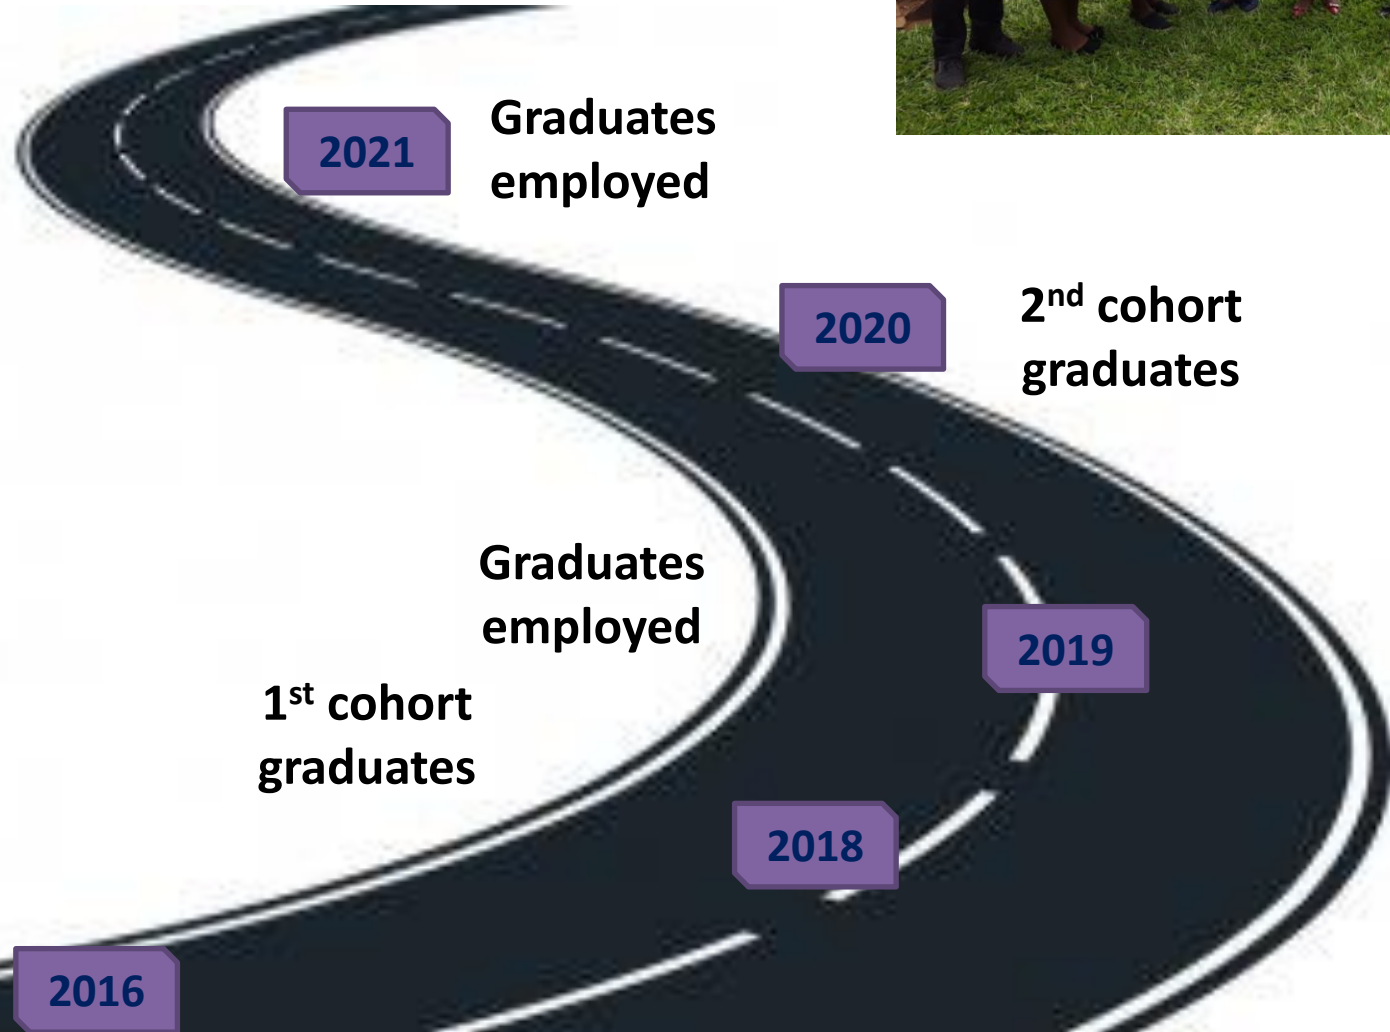 2021
Graduates
employed
2020
2nd cohort
graduates
Graduates
employed
2019
1st cohort
graduates
2018
2016